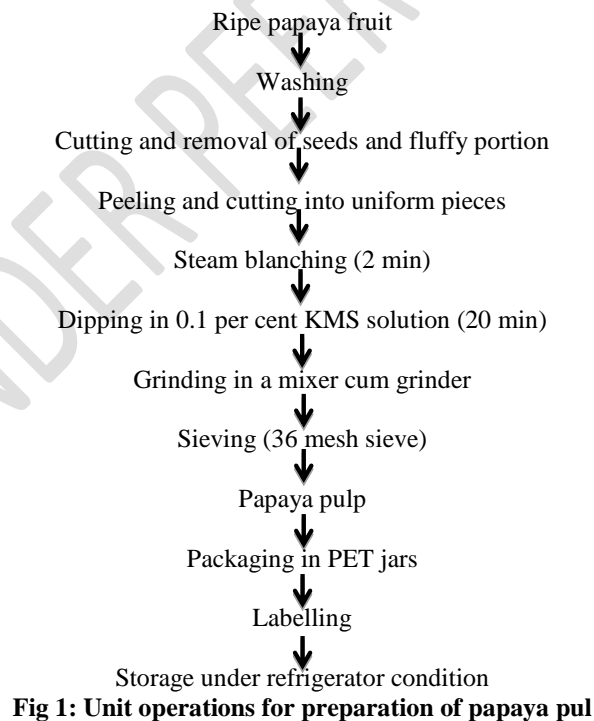 Ripe papaya fruit
Washing
Cutting and removal of seeds and fluffy portion
Peeling and cutting into uniform pieces
Steam blanching (2 min)
Dipping in 0.1 per cent KMS solution (20 min)
Grinding in a mixer cum grinder
Sieving (36 mesh sieve)
Papaya pulp
Packaging in PET jars
Labelling
Storage under refrigerator condition
Fig 1: Unit operations for preparation of papaya pul
NDER PEER